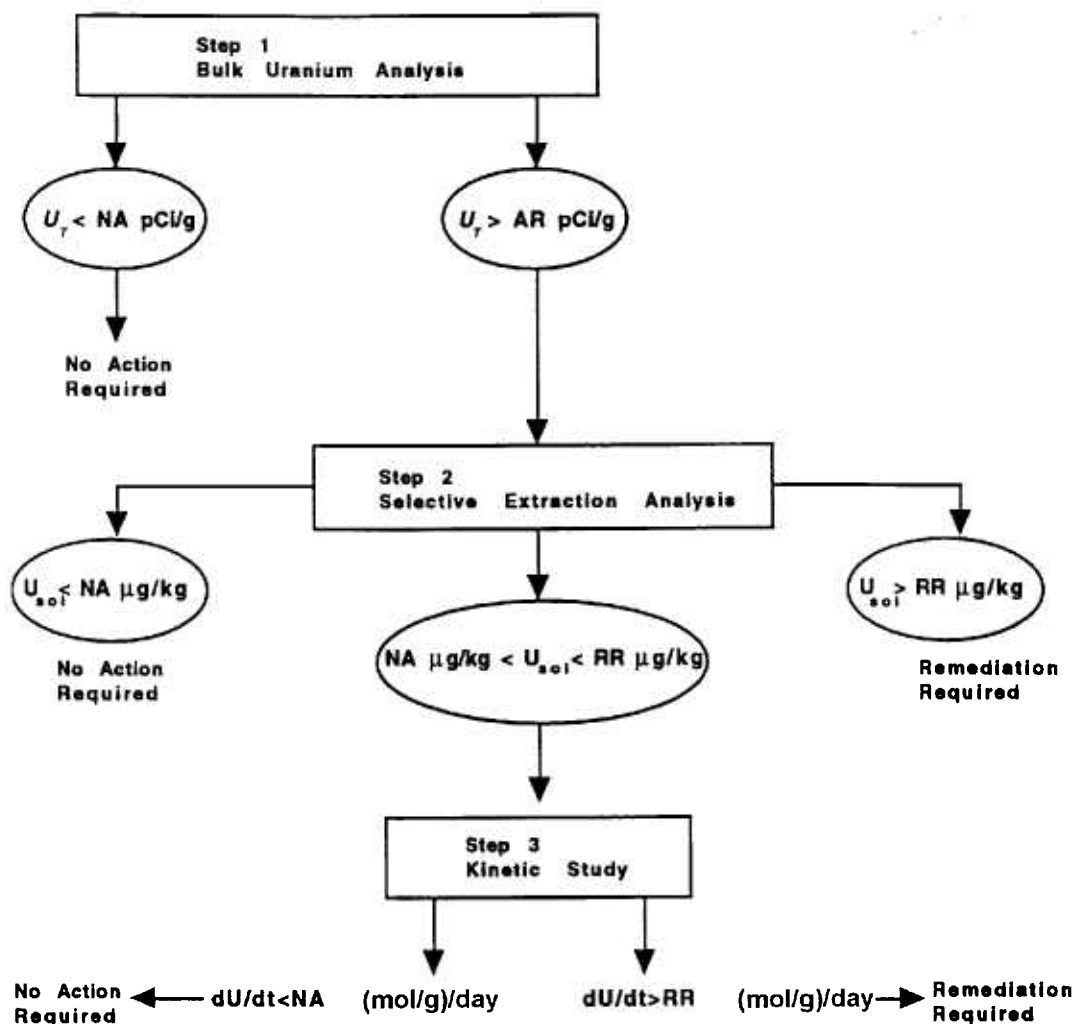 Step 1
Bulk Uranium Analysis
U_T < NA pCi/g
U_T > AR pCi/g
No Action
Required
Step 2
Selective Extraction Analysis
U_sol < NA μg/kg
U_sol > RR μg/kg
NA μg/kg < U_sol < RR μg/kg
No Action
Required
Remediation
Required
Step 3
Kinetic Study
No Action
Required
dU/dt<NA (mol/g)/day
dU/dt>RR (mol/g)/day
Remediation
Required